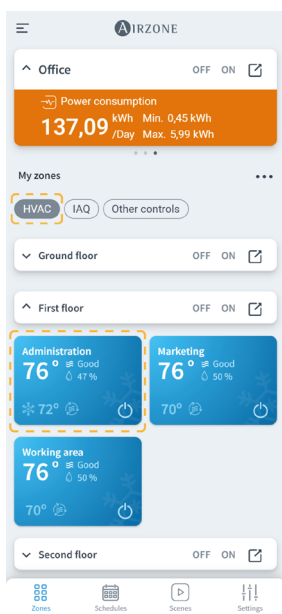 AIRZONE
Office OFF ON
Power consumption
137,09 kWh /Day Min. 0,45 kWh
Max. 5,99 kWh
My zones
HVAC IAQ Other controls
Ground floor OFF ON
First floor OFF ON
Administration
76° Good
47 %
72°
Marketing
76° Good
50 %
70°
Working area
76° Good
50 %
70°
Second floor OFF ON
Zones Schedules Scenes Settings